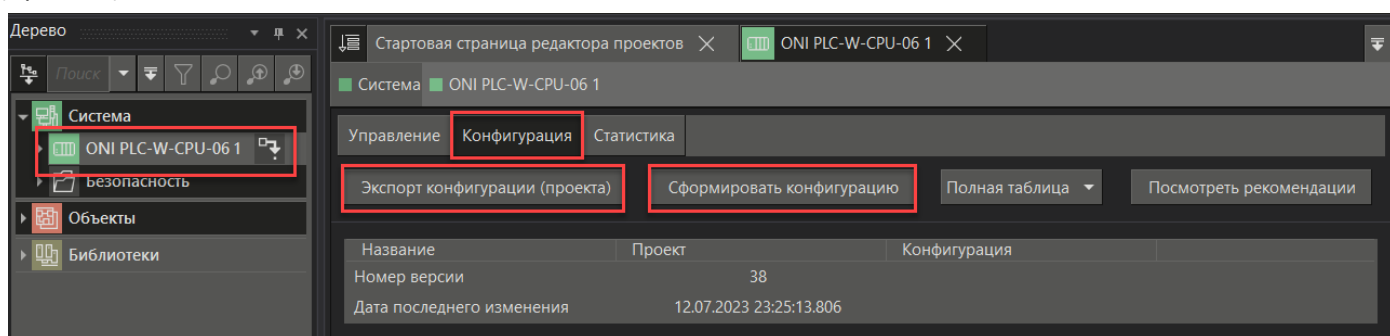 Дерево
Поиск
Система
ONI PLC-W-CPU-06 1
Безопасность
Объекты
Библиотеки
Стартовая страница редактора проектов ONI PLC-W-CPU-06 1
Система ONI PLC-W-CPU-06 1
Управление Конфигурация Статистика
Экспорт конфигурации (проекта) Сформировать конфигурацию Полная таблица Посмотреть рекомендации
Название Проект Конфигурация
Номер версии 38
Дата последнего изменения 12.07.2023 23:25:13.806